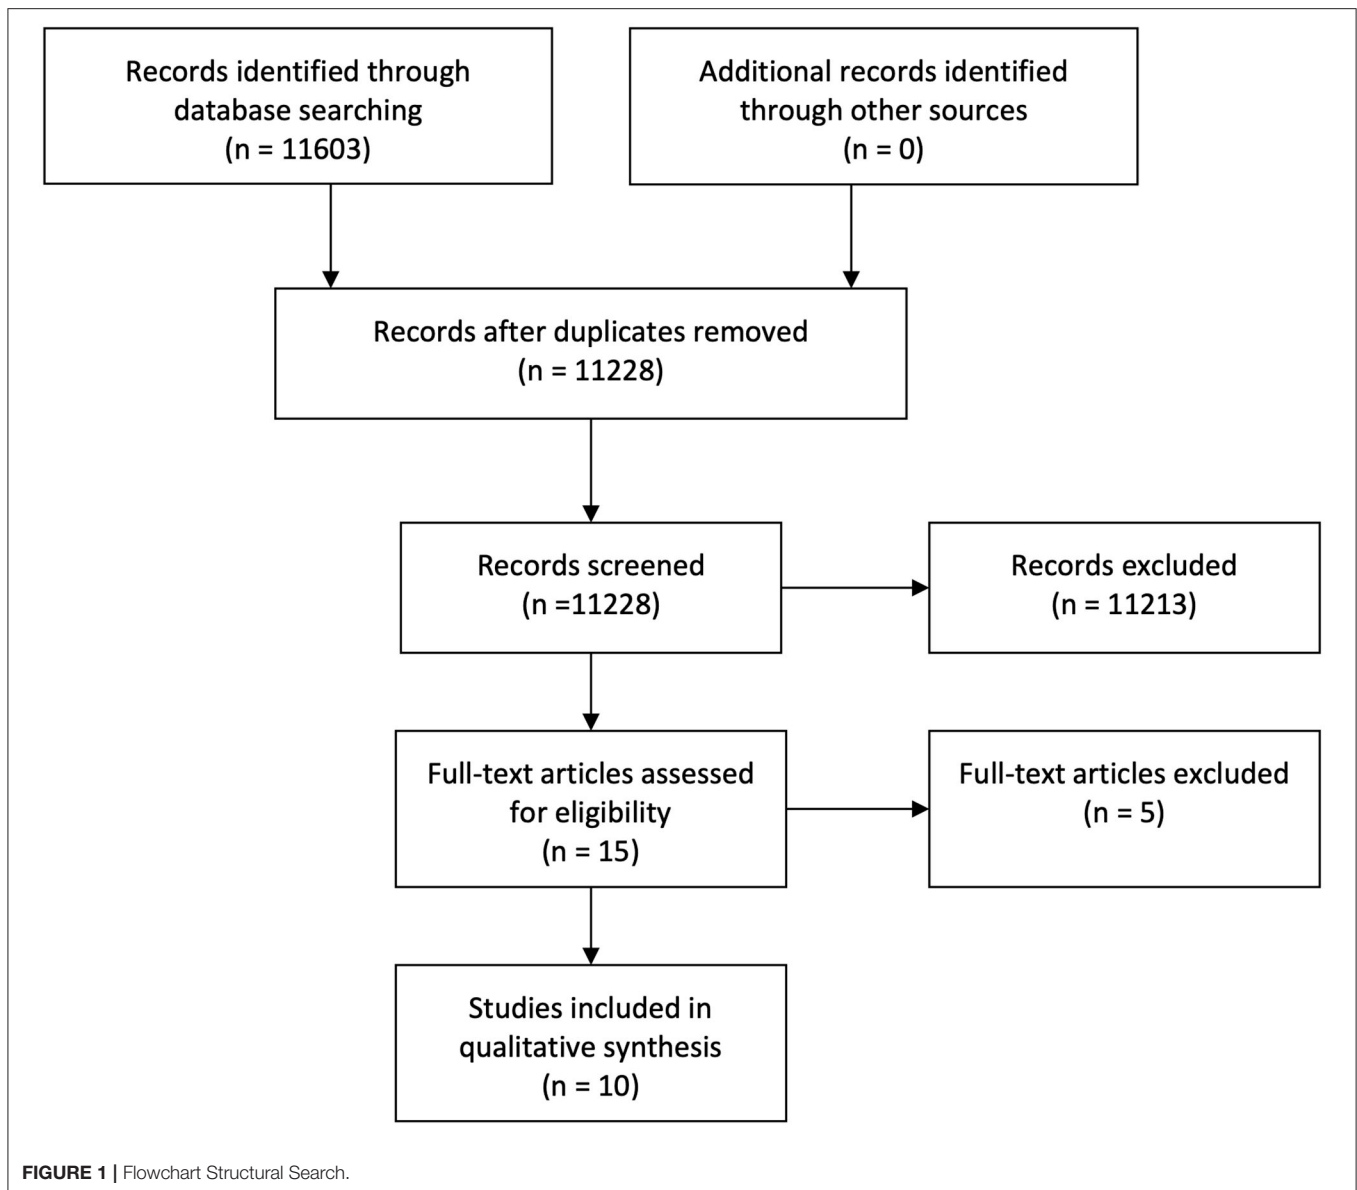 Records identified through
database searching
(n = 11603)
Additional records identified
through other sources
(n = 0)
Records after duplicates removed
(n = 11228)
Records screened
(n =11228)
Records excluded
(n = 11213)
Full-text articles assessed
for eligibility
(n = 15)
Full-text articles excluded
(n = 5)
Studies included in
qualitative synthesis
(n = 10)
FIGURE 1 | Flowchart Structural Search.